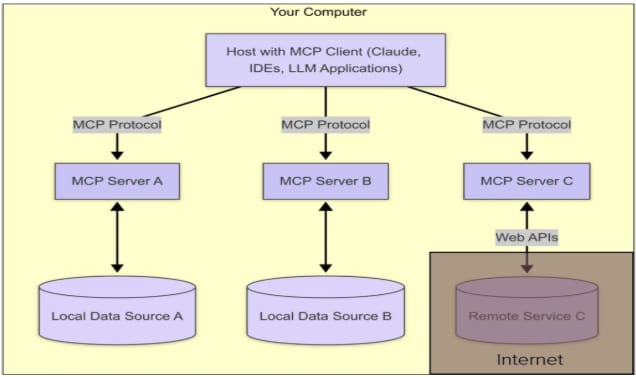 Your Computer
Host with MCP Client (Claude,
IDEs, LLM Applications)
MCP Protocol
MCP Protocol
MCP Protocol
MCP Server A
MCP Server B
MCP Server C
Web APIs
Local Data Source A
Local Data Source B
Remote Service C
Internet